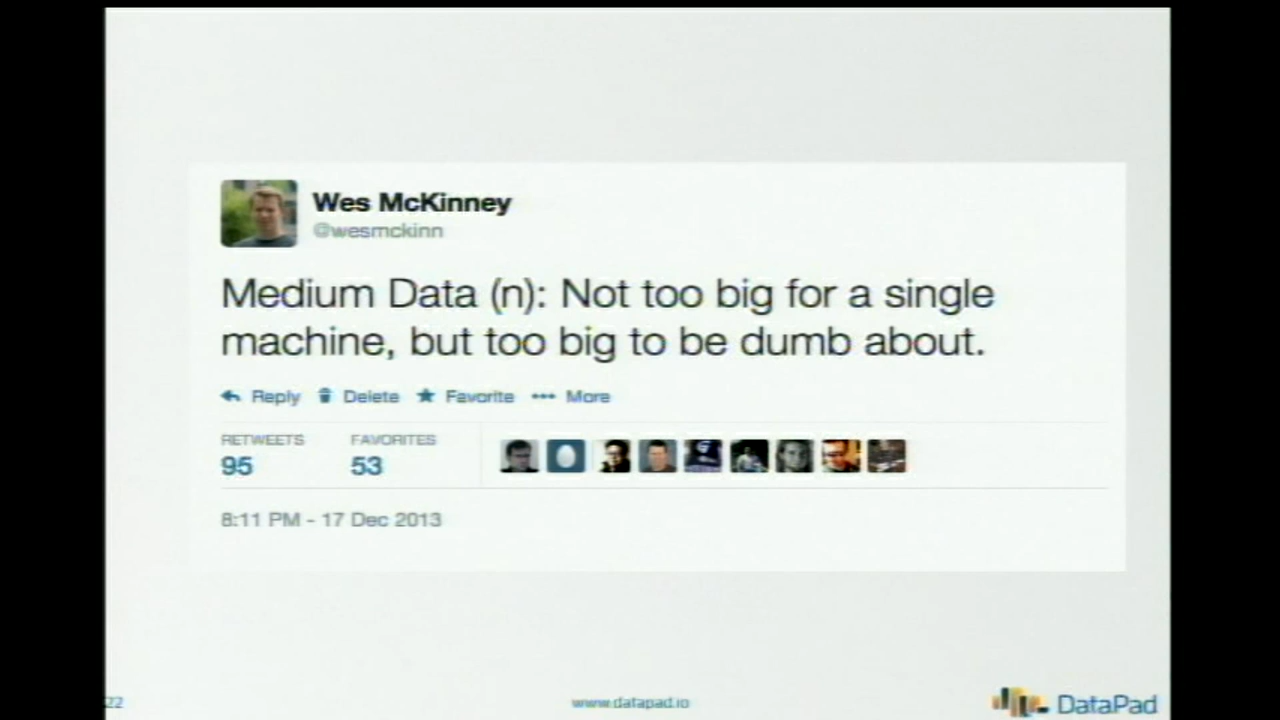 Wes McKinney
@wesmckinn
Medium Data (n): Not too big for a single
machine, but too big to be dumb about.
Reply Delete Favorite ••• More
RETWEETS FAVORITES
95 53
8:11 PM - 17 Dec 2013
22 www.datapad.io DataPad